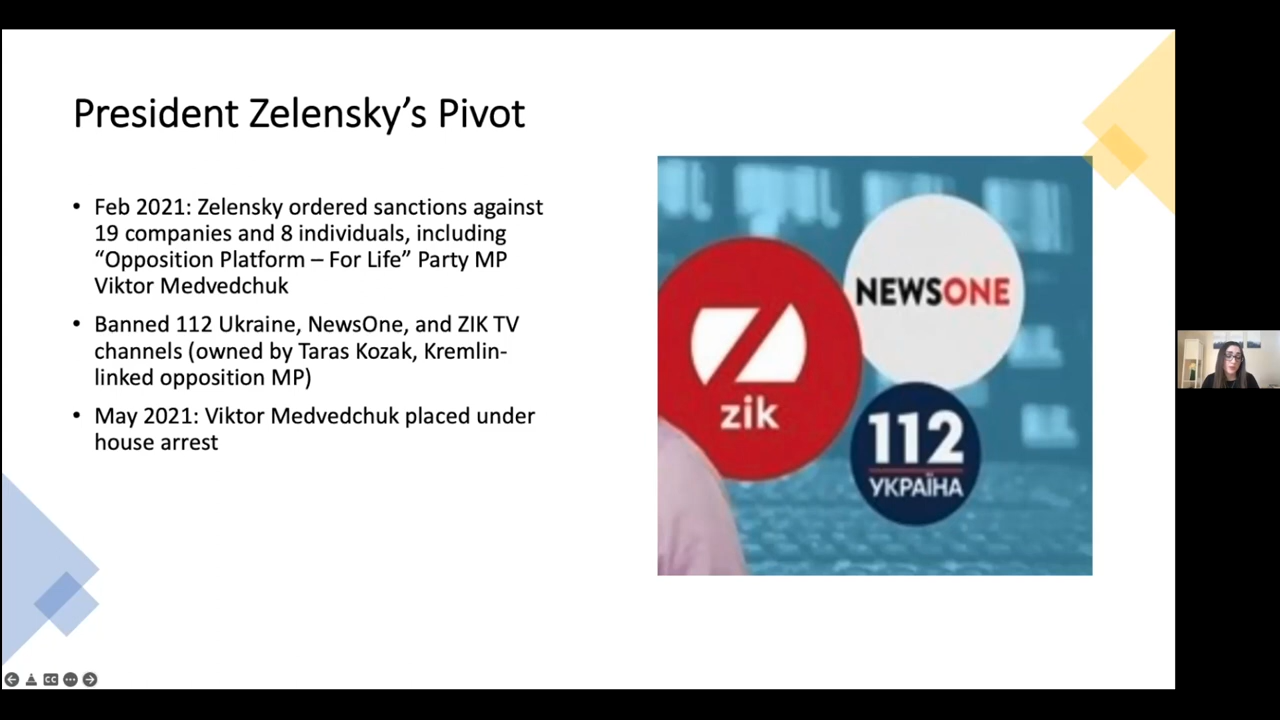 President Zelensky’s Pivot
• Feb 2021: Zelensky ordered sanctions against
19 companies and 8 individuals, including
“Opposition Platform – For Life” Party MP
Viktor Medvedchuk
• Banned 112 Ukraine, NewsOne, and ZIK TV
channels (owned by Taras Kozak, Kremlin-
linked opposition MP)
• May 2021: Viktor Medvedchuk placed under
house arrest
NEWSONE
zik
112
УКРАЇНА
CC